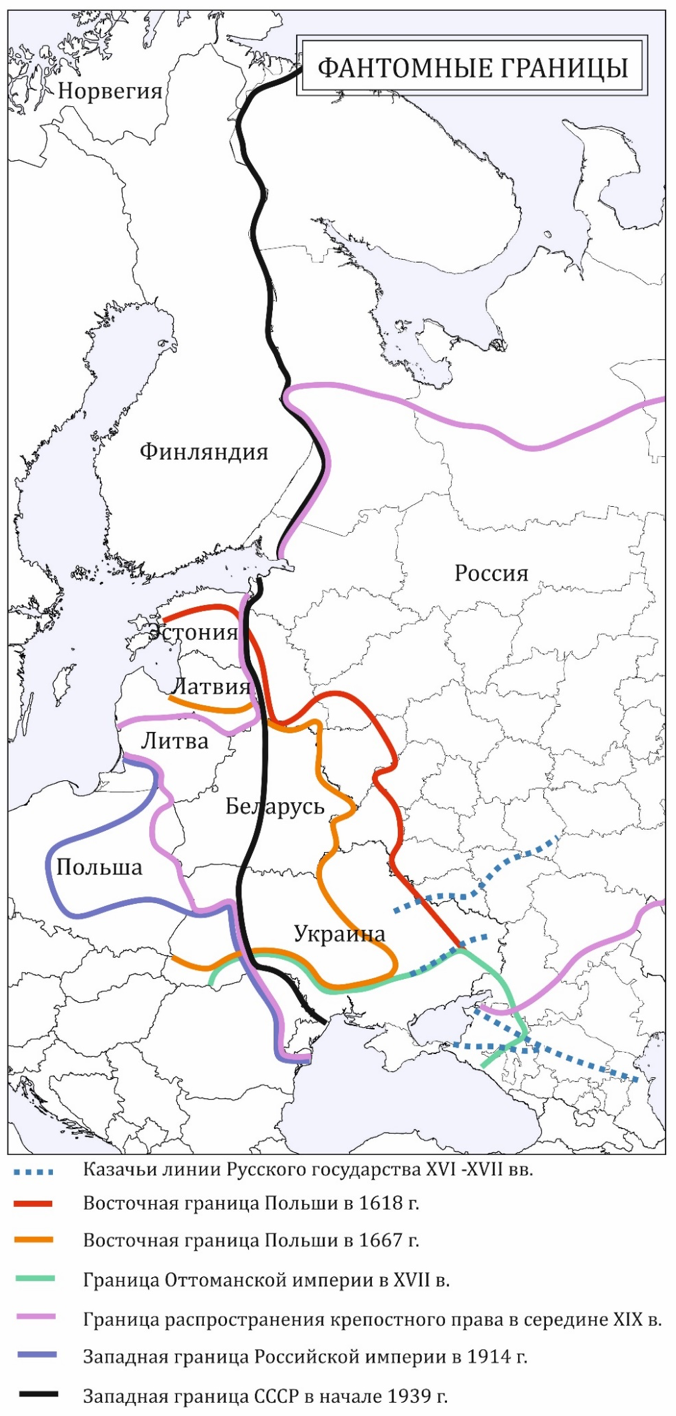 ФАНТОМНЫЕ ГРАНИЦЫ
Норвегия
Финляндия
Россия
Эстония
Латвия
Литва
Беларусь
Польша
Украина
Казачьи линии Русского государства XVI -XVII вв.
Восточная граница Польши в 1618 г.
Восточная граница Польши в 1667 г.
Граница Оттоманской империи в XVII в.
Граница распространения крепостного права в середине XIX в.
Западная граница Российской империи в 1914 г.
Западная граница СССР в начале 1939 г.